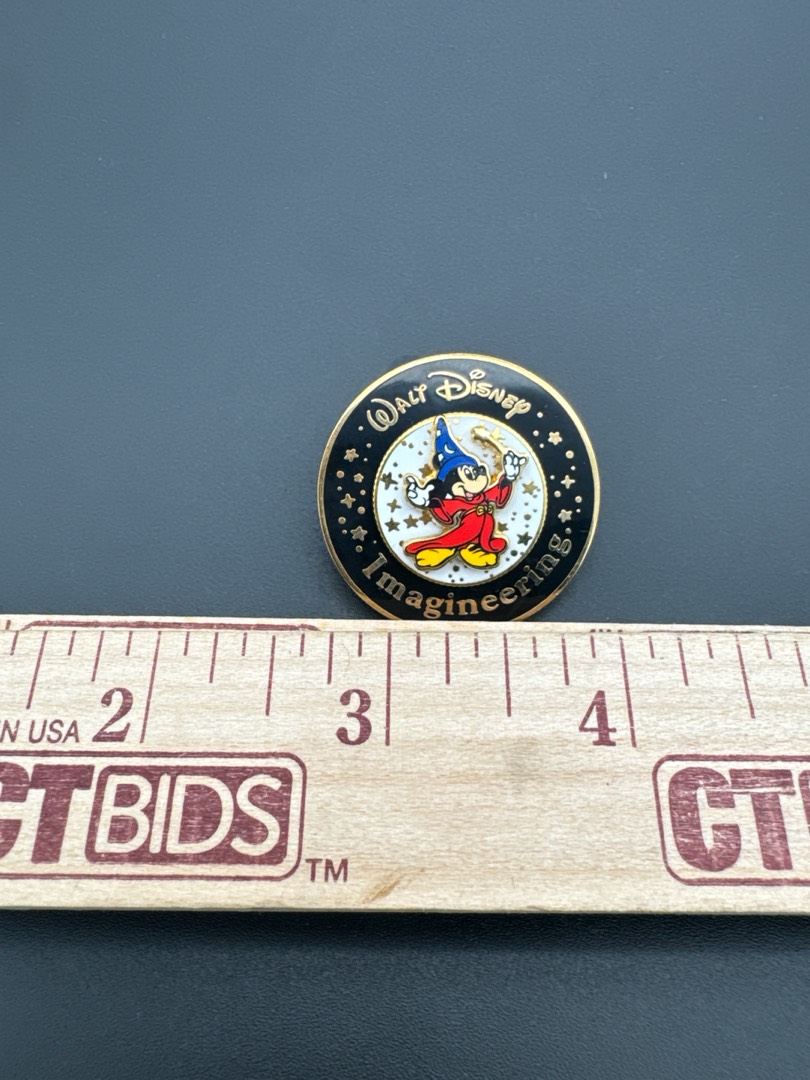 WALT DISNEY
Imagineering
2 3 4
N USA
CTBIDS TM
CT